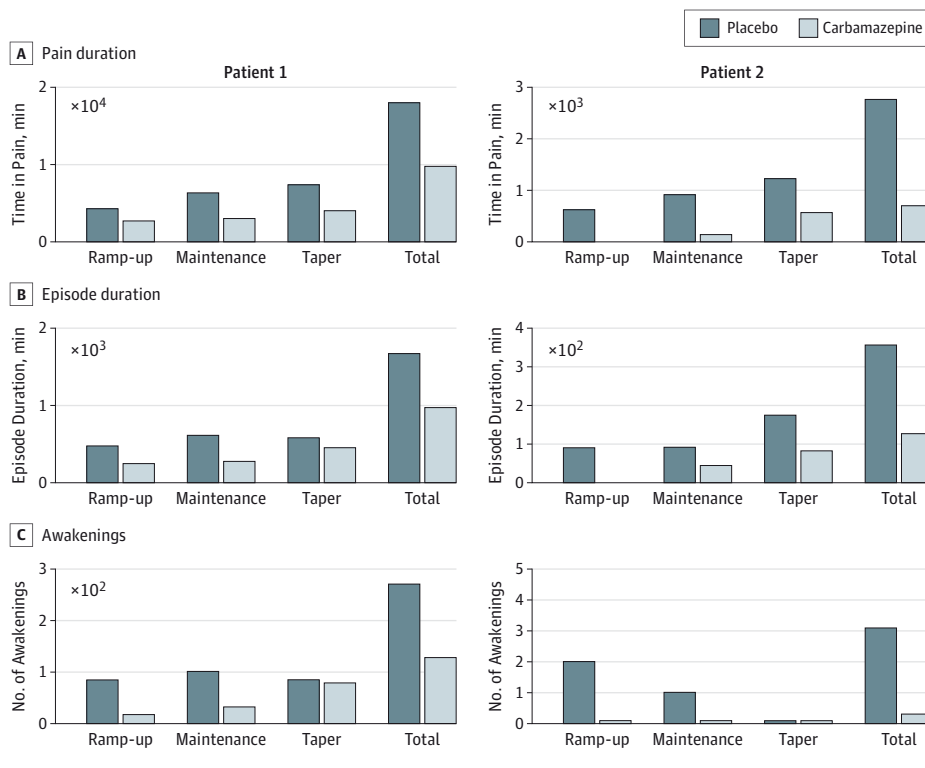 Placebo Carbamazepine
A Pain duration
Patient 1
×10⁴
2
1
0
Time in Pain, min
Ramp-up Maintenance Taper Total
Patient 2
×10³
3
2
1
0
Time in Pain, min
Ramp-up Maintenance Taper Total
B Episode duration
×10³
2
1
0
Episode Duration, min
Ramp-up Maintenance Taper Total
×10²
4
3
2
1
0
Episode Duration, min
Ramp-up Maintenance Taper Total
C Awakenings
×10²
3
2
1
0
No. of Awakenings
Ramp-up Maintenance Taper Total
5
4
3
2
1
0
No. of Awakenings
Ramp-up Maintenance Taper Total